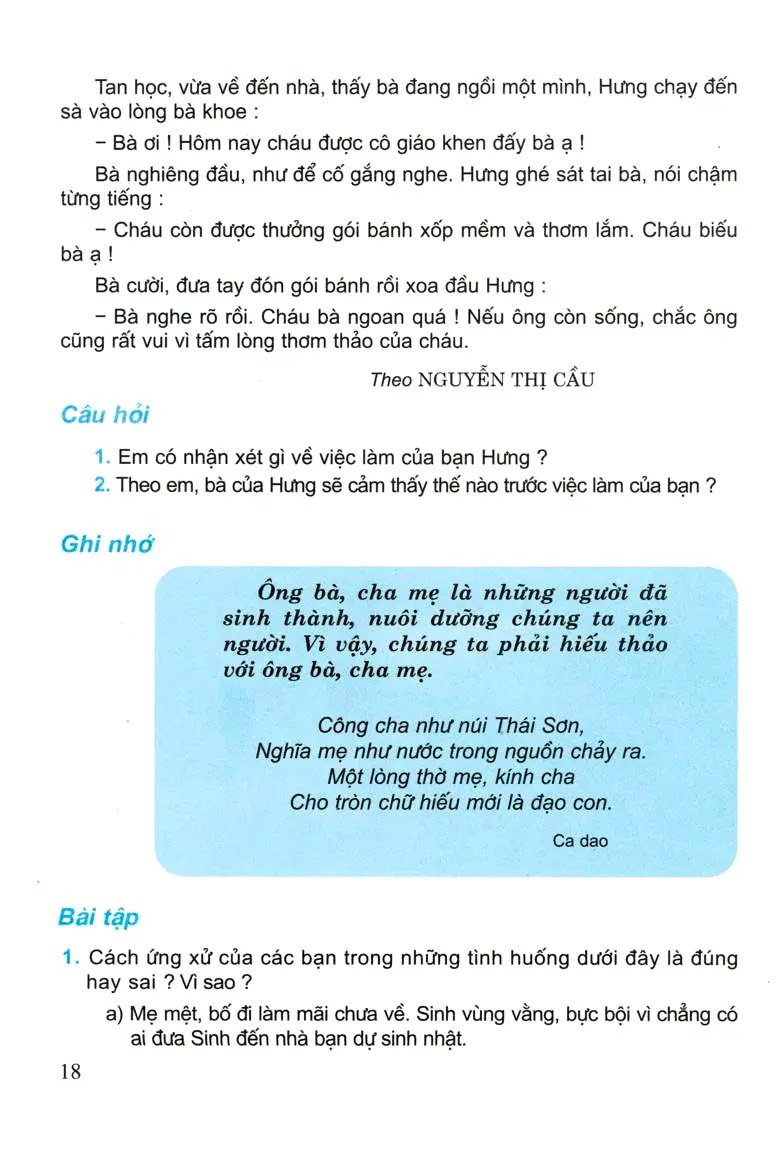 Tan học, vừa về đến nhà, thấy bà đang ngồi một mình, Hưng chạy đến
sà vào lòng bà khoe :
– Bà ơi ! Hôm nay cháu được cô giáo khen đấy bà ạ !
Bà nghiêng đầu, như để cố gắng nghe. Hưng ghé sát tai bà, nói chậm
từng tiếng :
– Cháu còn được thưởng gói bánh xốp mềm và thơm lắm. Cháu biếu
bà ạ !
Bà cười, đưa tay đón gói bánh rồi xoa đầu Hưng :
– Bà nghe rõ rồi. Cháu bà ngoan quá ! Nếu ông còn sống, chắc ông
cũng rất vui vì tấm lòng thơm thảo của cháu.
Theo NGUYỄN THỊ CẦU
Câu hỏi
1. Em có nhận xét gì về việc làm của bạn Hưng ?
2. Theo em, bà của Hưng sẽ cảm thấy thế nào trước việc làm của bạn ?
Ghi nhớ
Ông bà, cha mẹ là những người đã
sinh thành, nuôi dưỡng chúng ta nên
người. Vì vậy, chúng ta phải hiếu thảo
với ông bà, cha mẹ.
Công cha như núi Thái Sơn,
Nghĩa mẹ như nước trong nguồn chảy ra.
Một lòng thờ mẹ, kính cha
Cho tròn chữ hiếu mới là đạo con.
Ca dao
Bài tập
1. Cách ứng xử của các bạn trong những tình huống dưới đây là đúng
hay sai ? Vì sao ?
a) Mẹ mệt, bố đi làm mãi chưa về. Sinh vùng vằng, bực bội vì chẳng có
ai đưa Sinh đến nhà bạn dự sinh nhật.
18